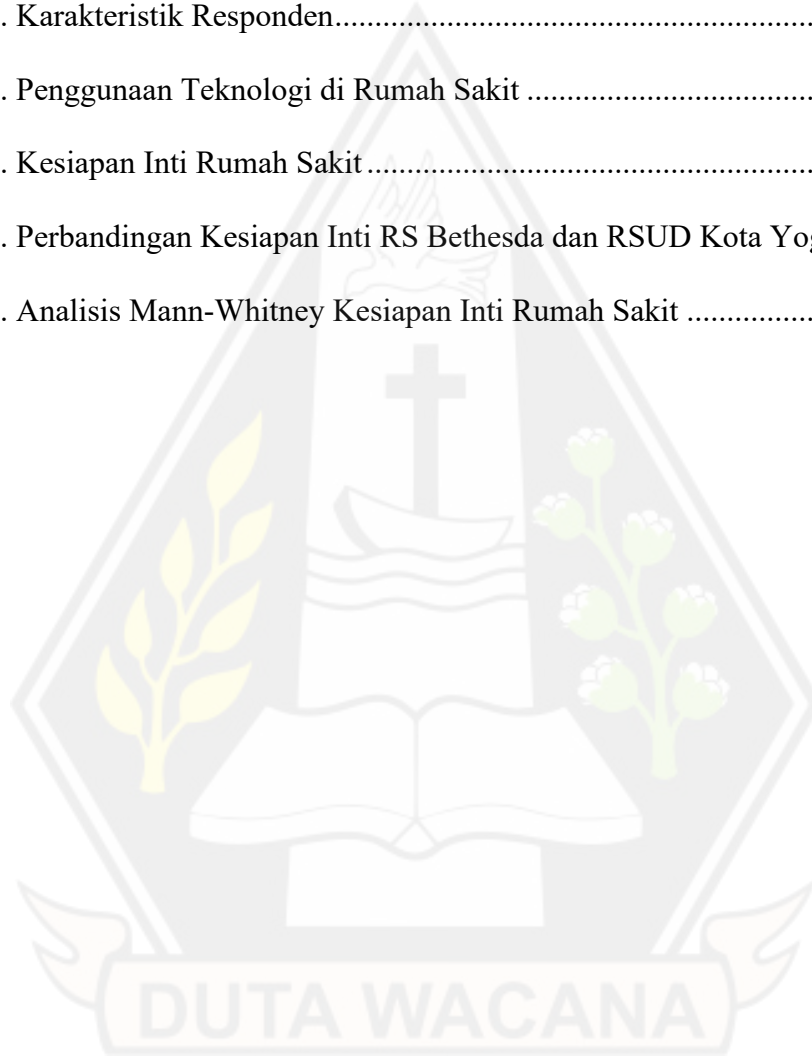 . Karakteristik Responden............................................................
. Penggunaan Teknologi di Rumah Sakit ....................................
. Kesiapan Inti Rumah Sakit ........................................................
. Perbandingan Kesiapan Inti RS Bethesda dan RSUD Kota
. Analisis Mann-Whitney Kesiapan Inti Rumah Sakit ................
DUTA WACANA